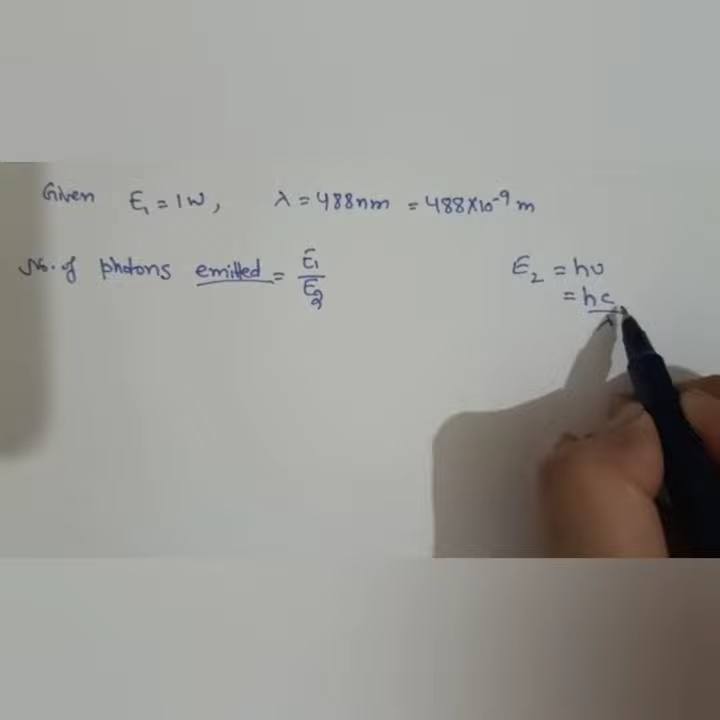 Given E₁ = 1W, λ = 488nm = 488×10⁻⁹ m
No. of photons emitted = E₁/E₂
E₂ = hυ
= hc/λ